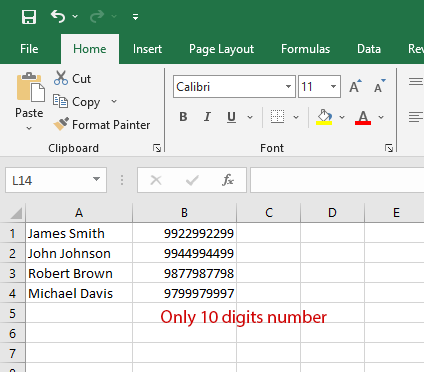 File Home Insert Page Layout Formulas Data Rev
Paste
Cut
Copy
Format Painter
Calibri 11 A A
B I U A
Clipboard Font
L14 fx
A B C D E
1 James Smith 9922992299
2 John Johnson 9944994499
3 Robert Brown 9877987798
4 Michael Davis 9799979997
5 Only 10 digits number
6
7